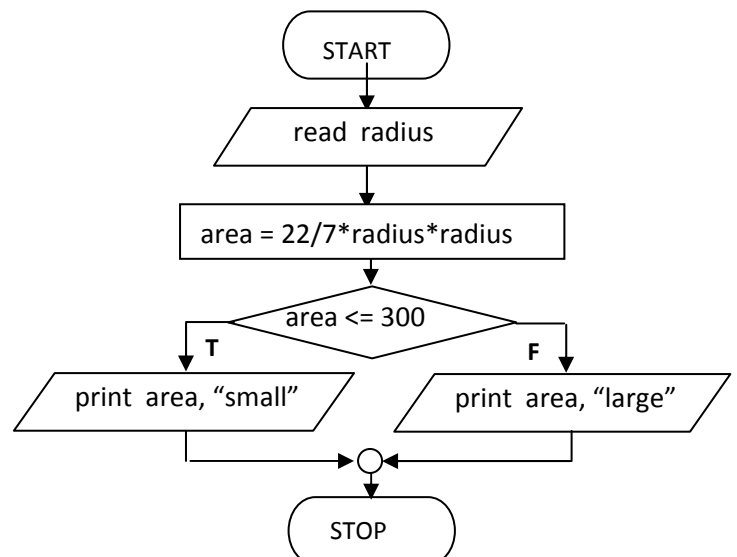 START
read radius
area = 22/7*radius*radius
area <= 300
T
F
print area, “small”
print area, “large”
STOP